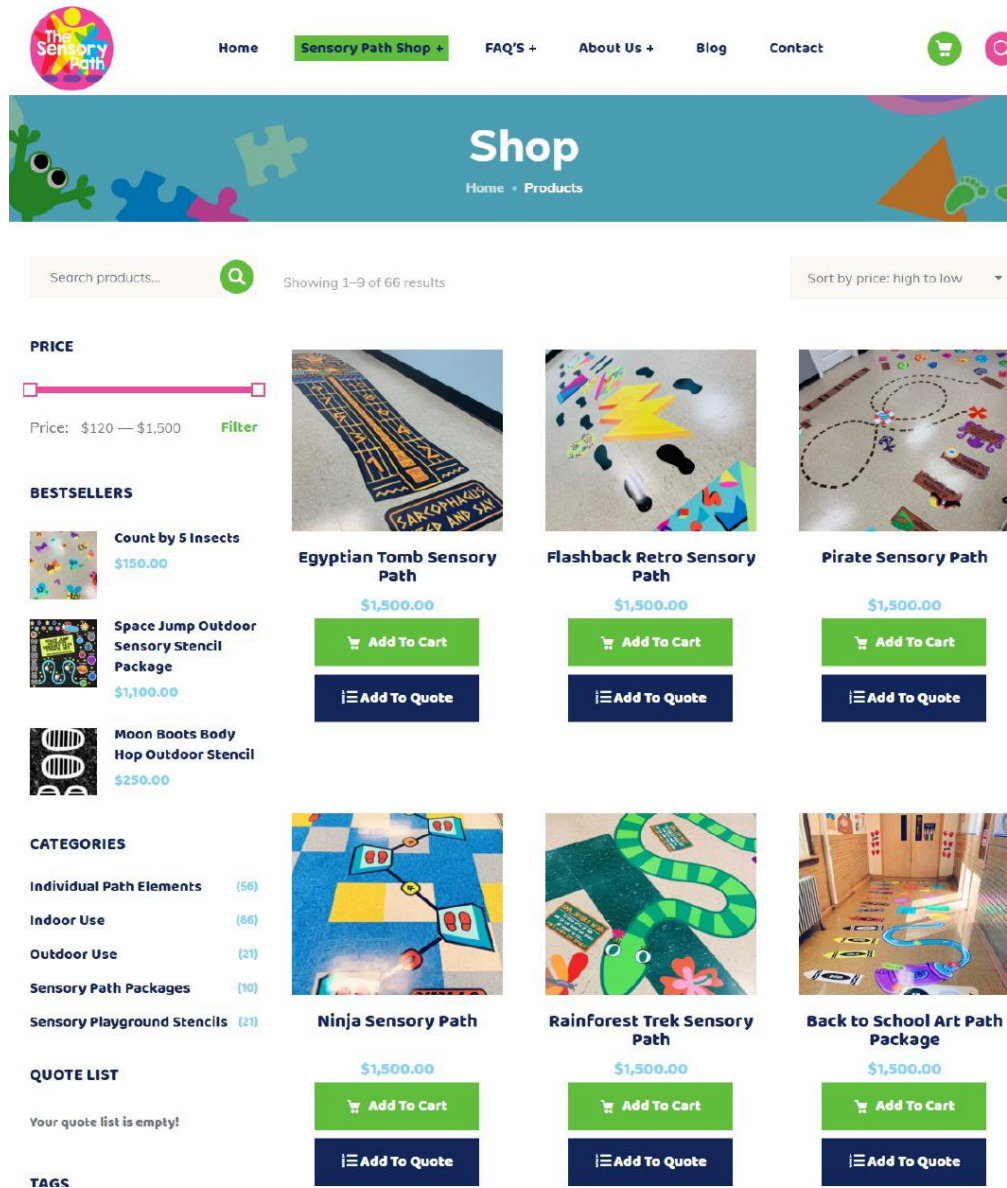 The
Sensory
Path
Home
Sensory Path Shop +
FAQ'S +
About Us +
Blog
Contact
Shop
Home • Products
Search products...
Showing 1–9 of 66 results
Sort by price: high to low
PRICE
Price: $120 — $1,500
Filter
BESTSELLERS
Count by 5 Insects
$150.00
Space Jump Outdoor
Sensory Stencil
Package
$1,100.00
Moon Boots Body
Hop Outdoor Stencil
$250.00
CATEGORIES
Individual Path Elements (56)
Indoor Use (66)
Outdoor Use (21)
Sensory Path Packages (10)
Sensory Playground Stencils (21)
QUOTE LIST
Your quote list is empty!
TAGS
SARCOPHAGUS
AND SAY
Egyptian Tomb Sensory
Path
$1,500.00
Add To Cart
Add To Quote
Flashback Retro Sensory
Path
$1,500.00
Add To Cart
Add To Quote
Pirate Sensory Path
$1,500.00
Add To Cart
Add To Quote
Ninja Sensory Path
$1,500.00
Add To Cart
Add To Quote
Rainforest Trek Sensory
Path
$1,500.00
Add To Cart
Add To Quote
Back to School Art Path
Package
$1,500.00
Add To Cart
Add To Quote